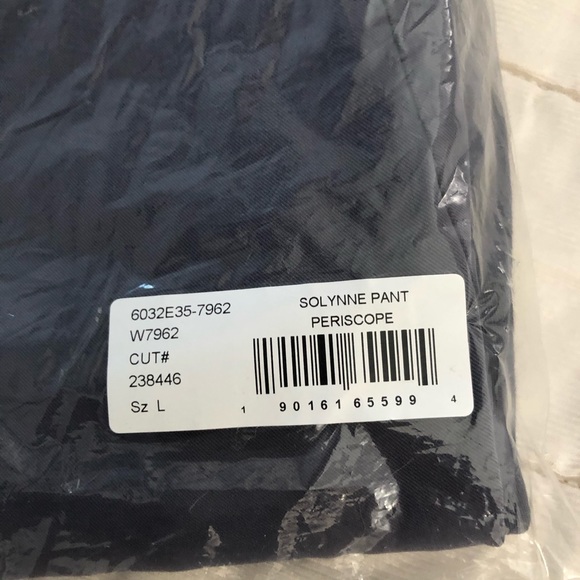 6032E35-7962
W7962
CUT#
238446
Sz L
SOLYNNE PANT
PERISCOPE
1 90161 65599 4